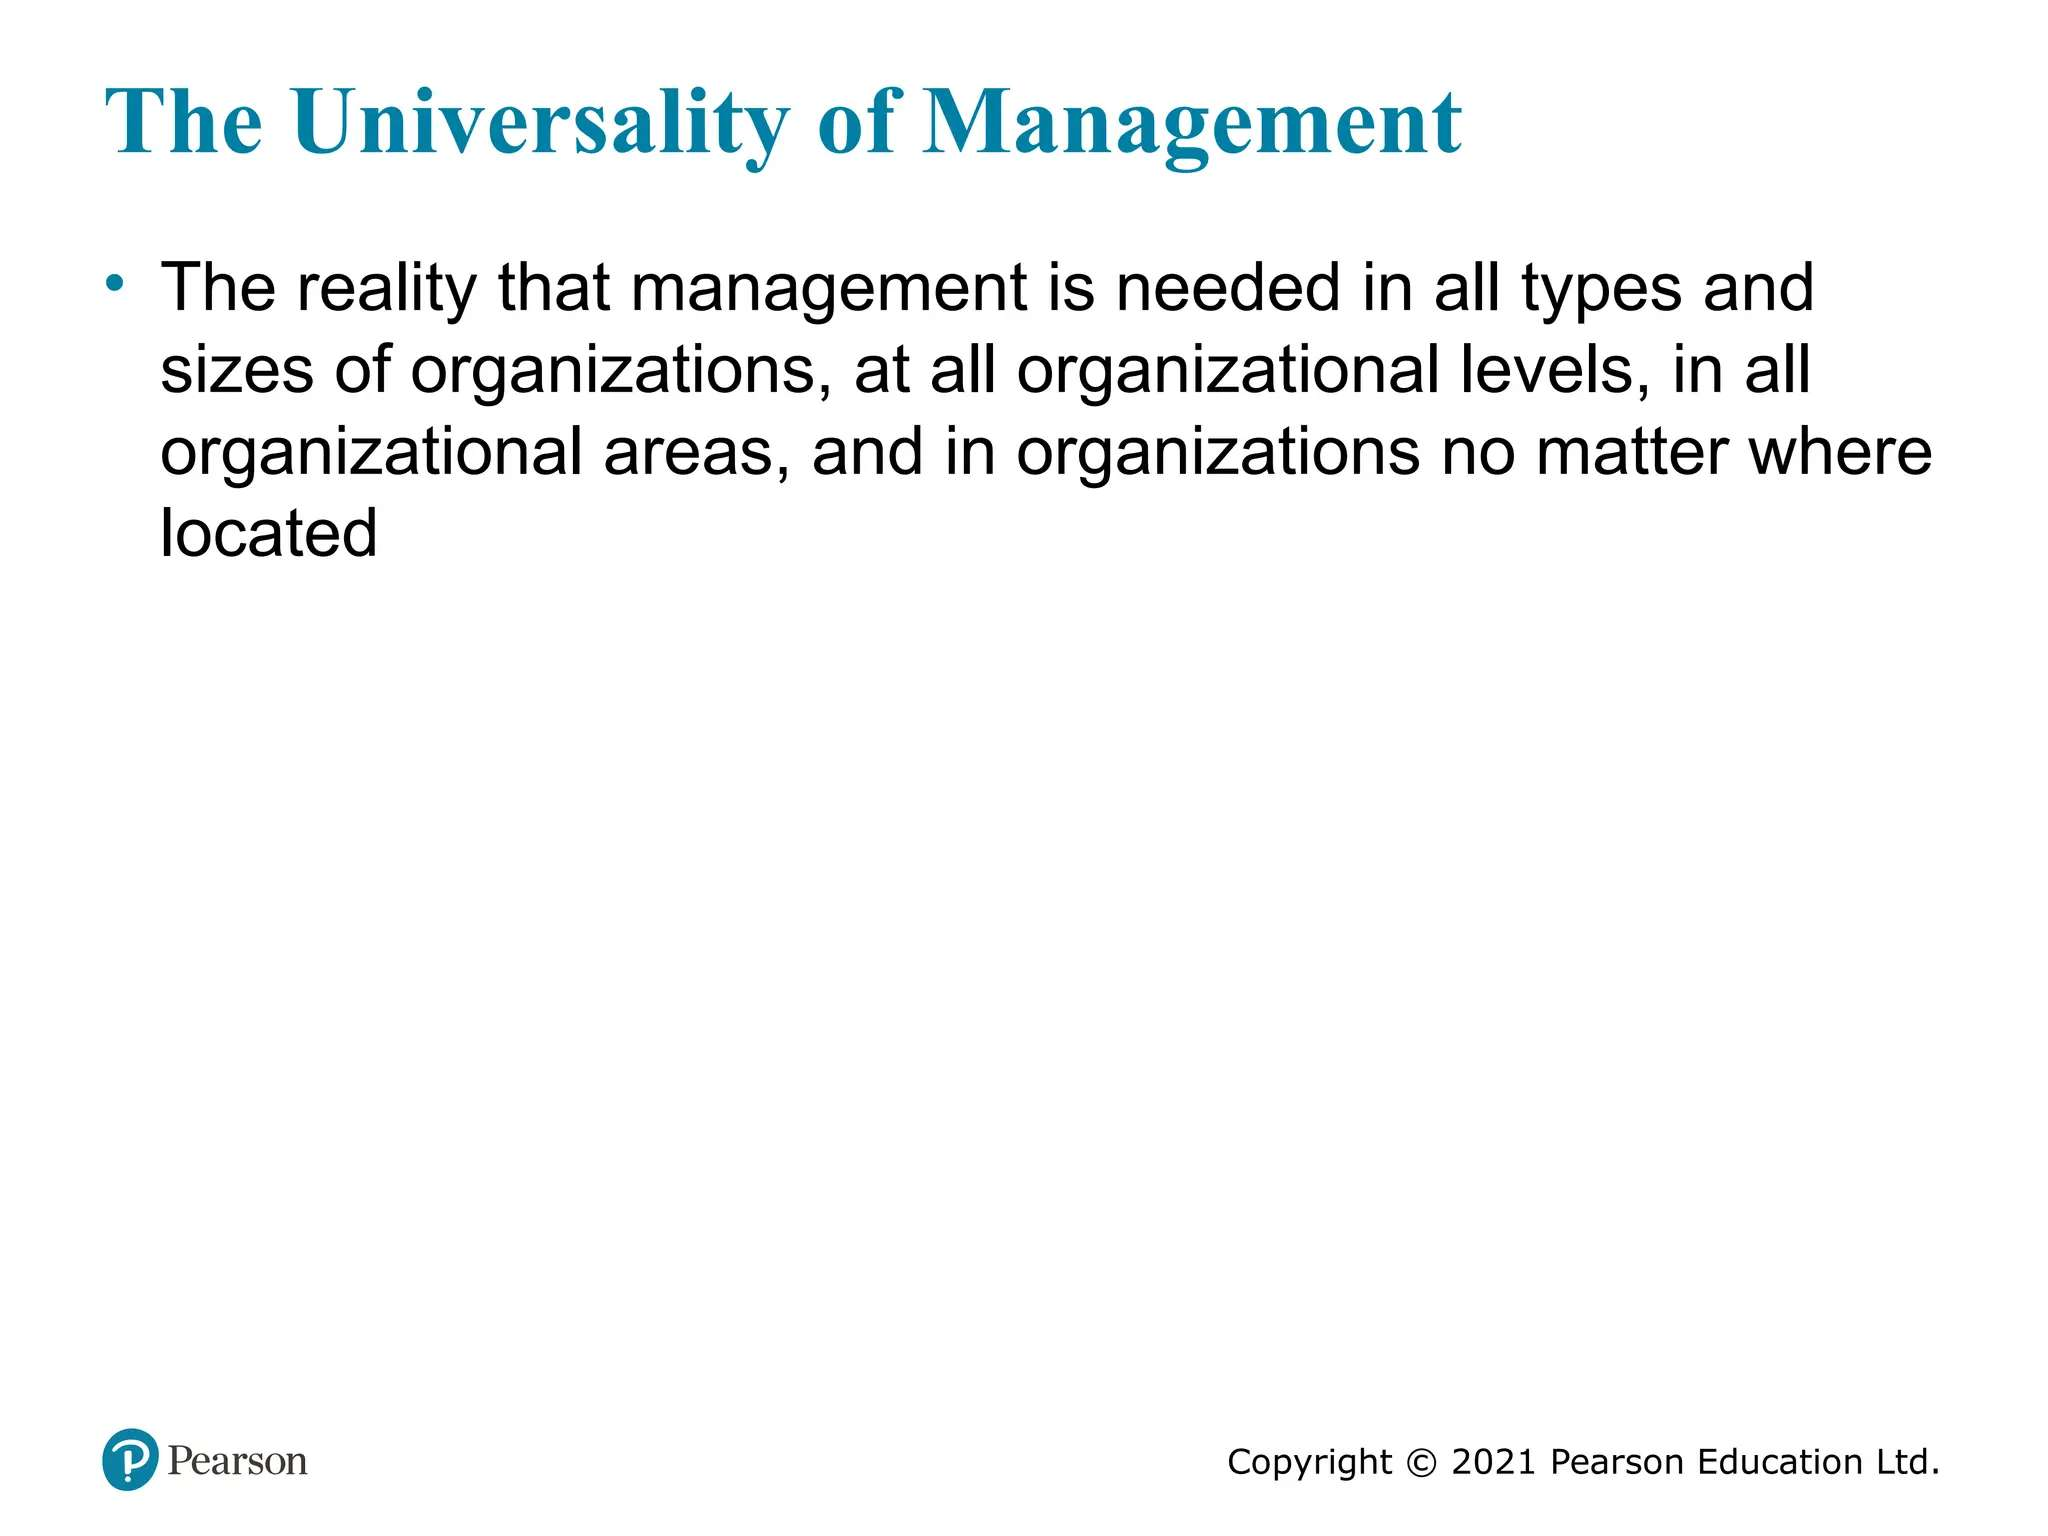 The Universality of Management
• The reality that management is needed in all types and
sizes of organizations, at all organizational levels, in all
organizational areas, and in organizations no matter where
located
Pearson
Copyright © 2021 Pearson Education Ltd.